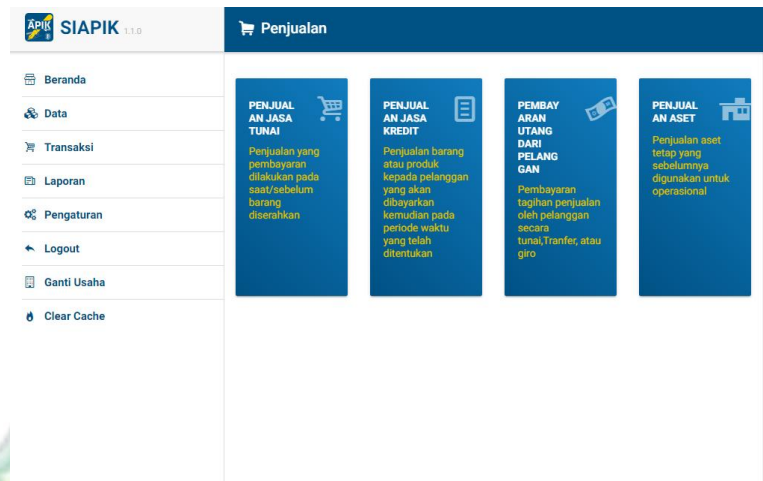 APIK
SIAPIK 1.1.0
Penjualan
Beranda
Data
Transaksi
Laporan
Pengaturan
Logout
Ganti Usaha
Clear Cache
PENJUAL
AN JASA
TUNAI
Penjualan yang
pembayaran
dilakukan pada
saat/sebelum
barang
diserahkan
PENJUAL
AN JASA
KREDIT
Penjualan barang
atau produk
kepada pelanggan
yang akan
dibayarkan
kemudian pada
periode waktu
yang telah
ditentukan
PEMBAY
ARAN
UTANG
DARI
PELANG
GAN
Pembayaran
tagihan penjualan
oleh pelanggan
secara
tunai,Tranfer, atau
giro
PENJUAL
AN ASET
Penjualan aset
tetap yang
sebelumnya
digunakan untuk
operasional